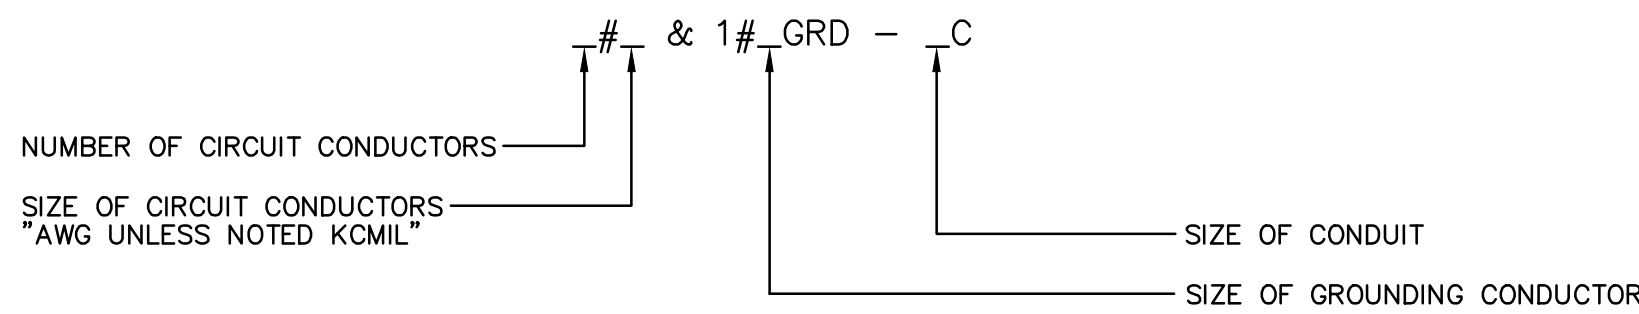 _#_ & 1#_GRD - _C
NUMBER OF CIRCUIT CONDUCTORS
SIZE OF CIRCUIT CONDUCTORS
"AWG UNLESS NOTED KCMIL"
SIZE OF CONDUIT
SIZE OF GROUNDING CONDUCTOR